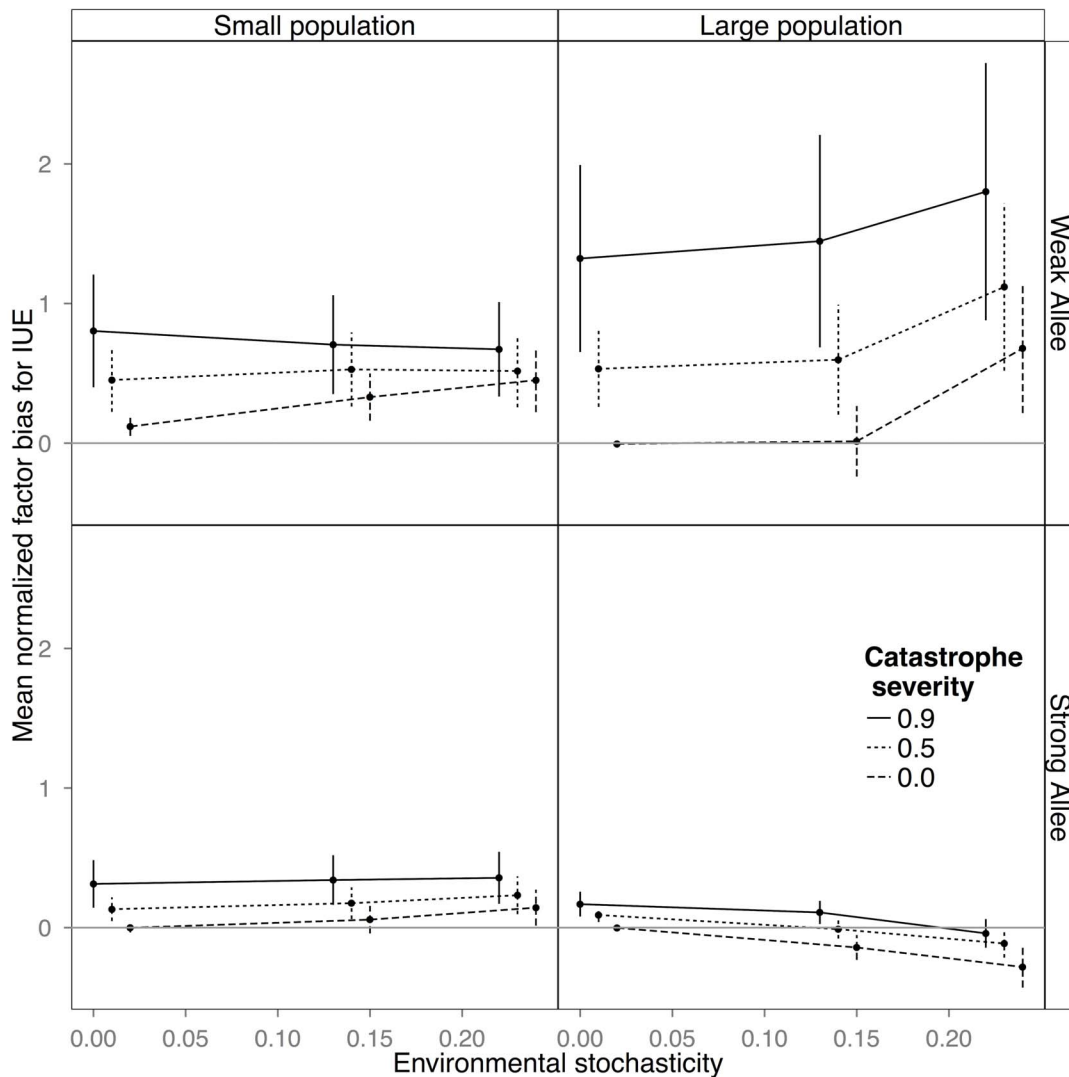 Small population
Large population
Mean normalized factor bias for IUE
2
1
0
Weak Allee
2
1
0
Strong Allee
Catastrophe
severity
0.9
0.5
0.0
0.00 0.05 0.10 0.15 0.20
0.00 0.05 0.10 0.15 0.20
Environmental stochasticity